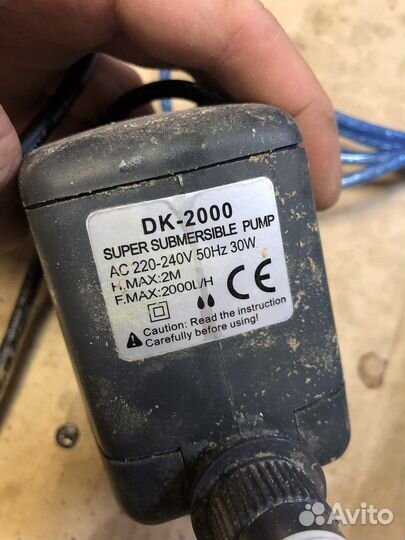 DK-2000
SUPER SUBMERSIBLE PUMP
AC 220-240V 50Hz 30W
H.MAX:2M
F.MAX:2000L/H
CE
Caution: Read the instruction
Carefully before using!
Avito